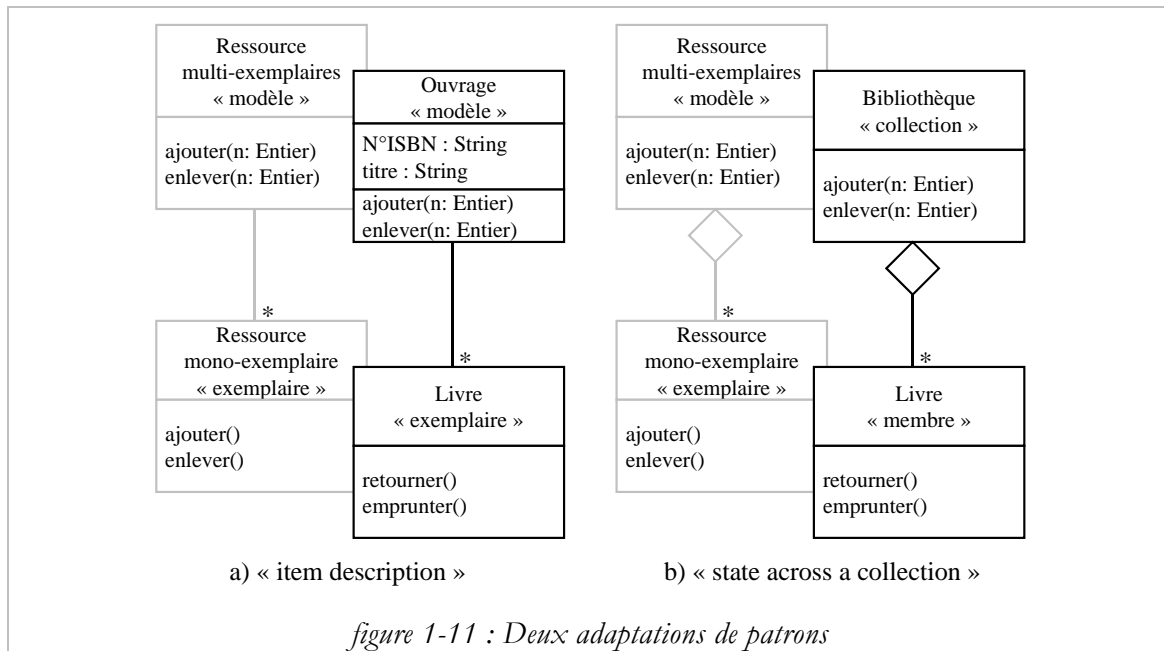 Ressource
multi-exemplaires
« modèle »
ajouter(n: Entier)
enlever(n: Entier)
Ouvrage
« modèle »
N°ISBN : String
titre : String
ajouter(n: Entier)
enlever(n: Entier)
*
Ressource
mono-exemplaire
« exemplaire »
ajouter()
enlever()
*
Livre
« exemplaire »
retourner()
emprunter()
a) « item description »
Ressource
multi-exemplaires
« modèle »
ajouter(n: Entier)
enlever(n: Entier)
Bibliothèque
« collection »
ajouter(n: Entier)
enlever(n: Entier)
*
Ressource
mono-exemplaire
« exemplaire »
ajouter()
enlever()
*
Livre
« membre »
retourner()
emprunter()
b) « state across a collection »
figure 1-11 : Deux adaptations de patrons